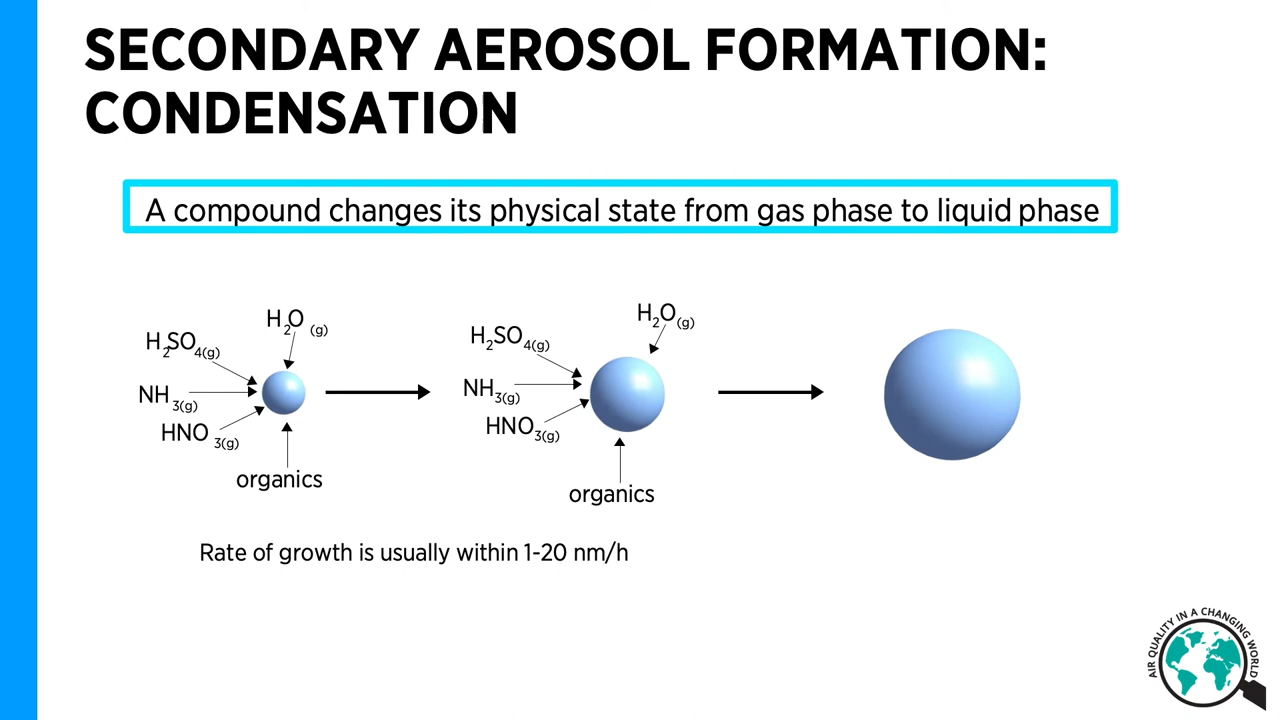 SECONDARY AEROSOL FORMATION:
CONDENSATION
A compound changes its physical state from gas phase to liquid phase
H₂O (g)
H₂SO₄(g)
NH₃(g)
HNO₃(g)
organics
H₂O(g)
H₂SO₄(g)
NH₃(g)
HNO₃(g)
organics
Rate of growth is usually within 1-20 nm/h
AIR QUALITY IN A CHANGING WORLD